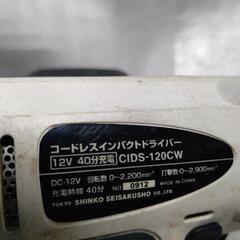 コードレスインパクトドライバー
12V 40分充電 CIDS-120CW
DC-12V 回転数0~2,200min⁻¹ 打撃数0~2,900min⁻¹
充電時間 40分 NO. 0912 MADE IN CHINA
TOKYO SHINKO SEISAKUSHO CO.,LTD.